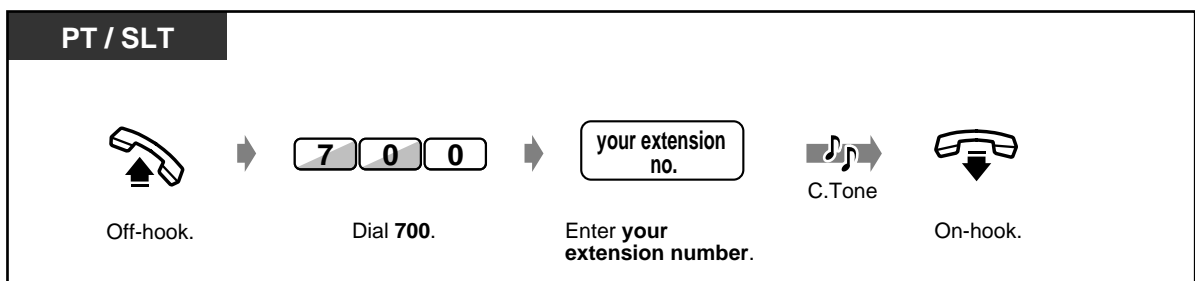 PT / SLT
7 0 0
your extension
no.
C.Tone
Off-hook.
Dial 700.
Enter your
extension number.
On-hook.